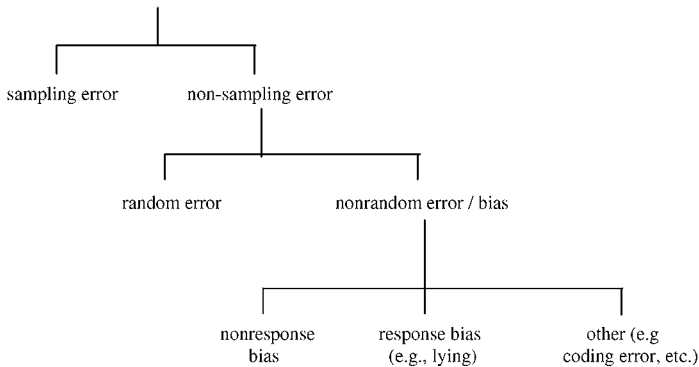 sampling error
non-sampling error
random error
nonrandom error / bias
nonresponse
bias
response bias
(e.g., lying)
other (e.g
coding error, etc.)